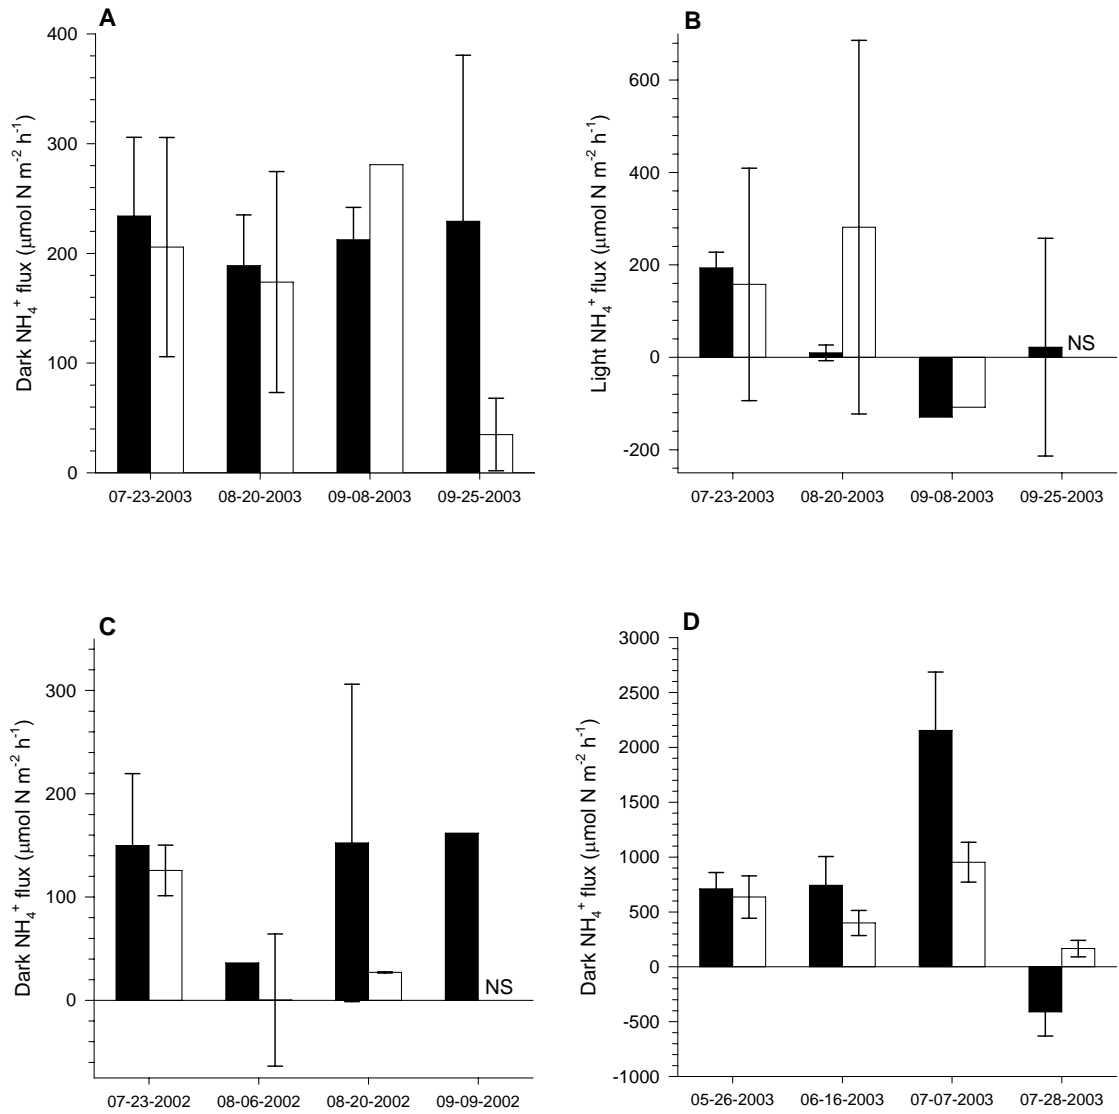 A
Dark NH₄⁺ flux (μmol N m⁻² h⁻¹)
400
300
200
100
0
07-23-2003 08-20-2003 09-08-2003 09-25-2003
B
Light NH₄⁺ flux (μmol N m⁻² h⁻¹)
600
400
200
0
-200
NS
07-23-2003 08-20-2003 09-08-2003 09-25-2003
C
Dark NH₄⁺ flux (μmol N m⁻² h⁻¹)
300
200
100
0
NS
07-23-2002 08-06-2002 08-20-2002 09-09-2002
D
Dark NH₄⁺ flux (μmol N m⁻² h⁻¹)
3000
2500
2000
1500
1000
500
0
-500
-1000
05-26-2003 06-16-2003 07-07-2003 07-28-2003